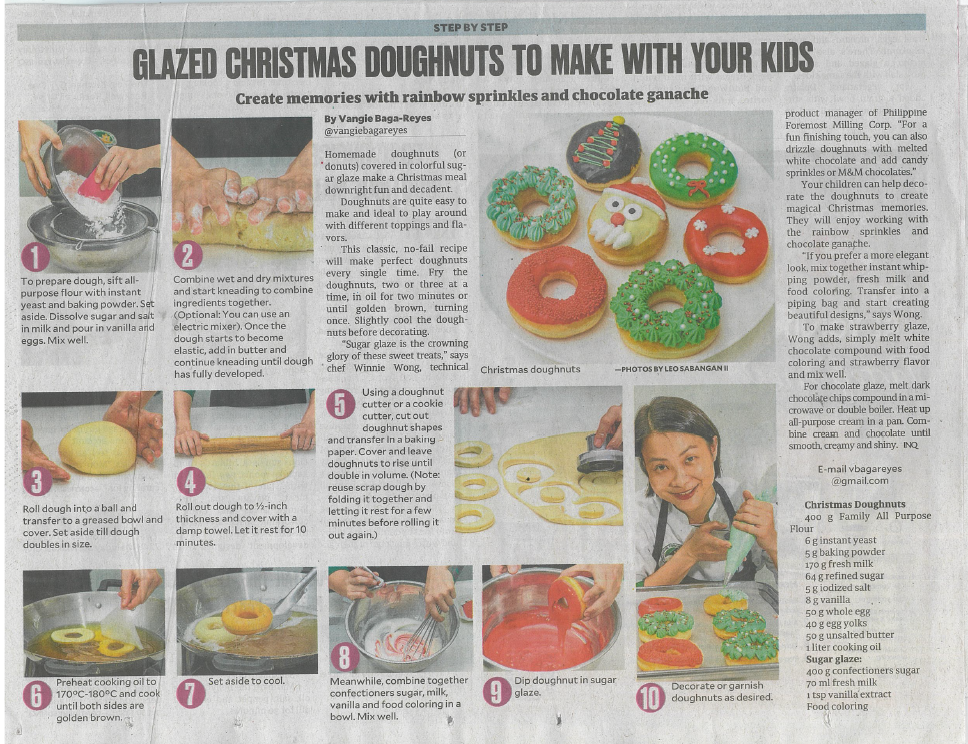 STEP BY STEP
GLAZED CHRISTMAS DOUGHNUTS TO MAKE WITH YOUR KIDS
Create memories with rainbow sprinkles and chocolate ganache
1
To prepare dough, sift all-
purpose flour with instant
yeast and baking powder. Set
aside. Dissolve sugar and salt
in milk and pour in vanilla and
eggs. Mix well.
2
Combine wet and dry mixtures
and start kneading to combine
ingredients together.
(Optional: You can use an
electric mixer). Once the
dough starts to become
elastic, add in butter and
continue kneading until dough
has fully developed.
By Vangie Baga-Reyes
@vangiebagareyes
Homemade doughnuts (or
donuts) covered in colorful sug-
ar glaze make a Christmas meal
downright fun and decadent.
Doughnuts are quite easy to
make and ideal to play around
with different toppings and fla-
vors.
This classic, no-fail recipe
will make perfect doughnuts
every single time. Fry the
doughnuts, two or three at a
time, in oil for two minutes or
until golden brown, turning
once. Slightly cool the dough-
nuts before decorating.
"Sugar glaze is the crowning
glory of these sweet treats," says
chef Winnie Wong, technical
Christmas doughnuts
—PHOTOS BY LEO SABANGAN II
product manager of Philippine
Foremost Milling Corp. "For a
fun finishing touch, you can also
drizzle doughnuts with melted
white chocolate and add candy
sprinkles or M&M chocolates."
Your children can help deco-
rate the doughnuts to create
magical Christmas memories.
They will enjoy working with
the rainbow sprinkles and
chocolate ganache.
"If you prefer a more elegant
look, mix together instant whip-
ping powder, fresh milk and
food coloring. Transfer into a
piping bag and start creating
beautiful designs," says Wong.
To make strawberry glaze,
Wong adds, simply melt white
chocolate compound with food
coloring and strawberry flavor
and mix well.
For chocolate glaze, melt dark
chocolate chips compound in a mi-
crowave or double boiler. Heat up
all-purpose cream in a pan. Com-
bine cream and chocolate until
smooth, creamy and shiny. INQ
E-mail vbagareyes
@gmail.com
3
Roll dough into a ball and
transfer to a greased bowl and
cover. Set aside till dough
doubles in size.
4
Roll out dough to ½-inch
thickness and cover with a
damp towel. Let it rest for 10
minutes.
5
Using a doughnut
cutter or a cookie
cutter, cut out
doughnut shapes
and transfer in a baking
paper. Cover and leave
doughnuts to rise until
double in volume. (Note:
reuse scrap dough by
folding it together and
letting it rest for a few
minutes before rolling it
out again.)
6
Preheat cooking oil to
170°C-180°C and cook
until both sides are
golden brown.
7
Set aside to cool.
8
Meanwhile, combine together
confectioners sugar, milk,
vanilla and food coloring in a
bowl. Mix well.
9
Dip doughnut in sugar
glaze.
10
Decorate or garnish
doughnuts as desired.
Christmas Doughnuts
400 g Family All Purpose
Flour
6 g instant yeast
5 g baking powder
170 g fresh milk
64 g refined sugar
5 g iodized salt
8 g vanilla
50 g whole egg
40 g egg yolks
50 g unsalted butter
1 liter cooking oil
Sugar glaze:
400 g confectioners sugar
70 ml fresh milk
1 tsp vanilla extract
Food coloring